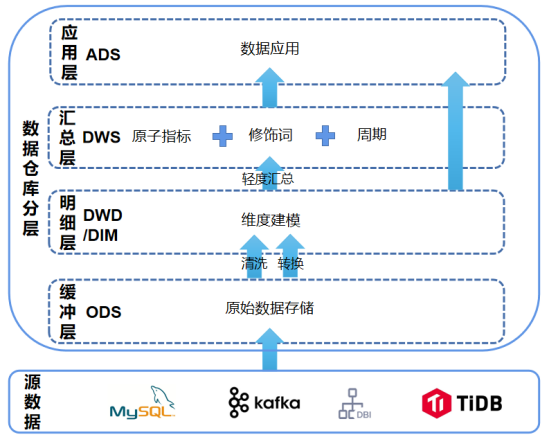 数据仓库分层
应用层
ADS
数据应用
汇总层
DWS
原子指标
修饰词
周期
轻度汇总
明细层
DWD
/DIM
维度建模
清洗
转换
缓冲层
ODS
原始数据存储
源数据
MySQL
kafka
OCDBI
TiDB